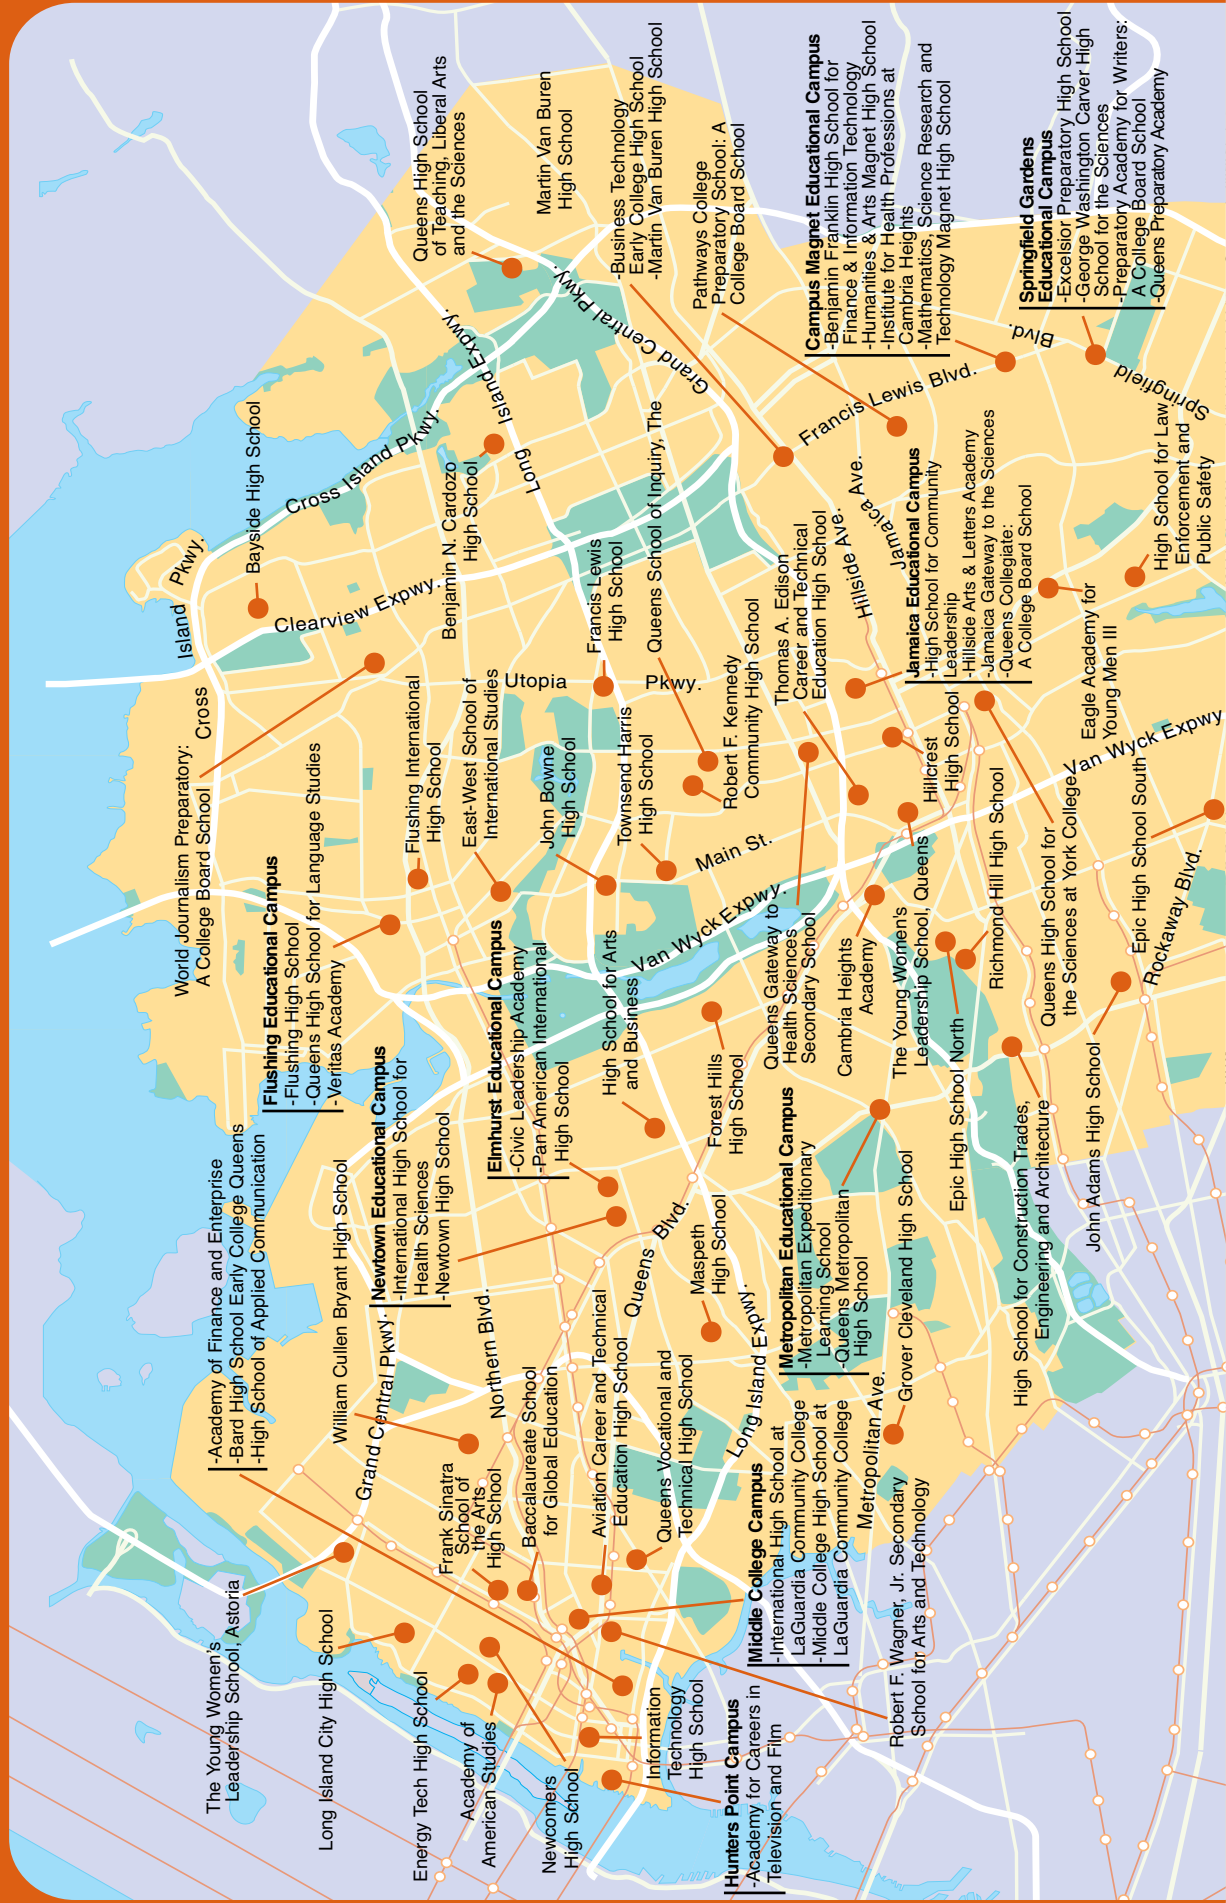 The Young Women's
Leadership School, Astoria
Long Island City High School
Energy Tech High School
Academy of
American Studies
Newcomers
High School
Hunters Point Campus
-Academy for Careers in
Television and Film
Information
Technology
High School
Robert F. Wagner, Jr. Secondary
School for Arts and Technology
Middle College Campus
-International High School at
LaGuardia Community College
-Middle College High School at
LaGuardia Community College
-Academy of Finance and Enterprise
-Bard High School Early College Queens
-High School of Applied Communication
William Cullen Bryant High School
Grand Central Pkwy.
Frank Sinatra
School of
the Arts
High School
Baccalaureate School
for Global Education
Northern Blvd.
Aviation Career and Technical
Education High School
Queens Vocational and
Technical High School
Queens Blvd.
Maspeth
High School
Long Island Expwy.
Metropolitan Ave.
Grover Cleveland High School
Metropolitan Educational Campus
-Metropolitan Expeditionary
Learning School
-Queens Metropolitan
High School
High School for Construction Trades,
Engineering and Architecture
Newtown Educational Campus
-International High School for
Health Sciences
-Newtown High School
Elmhurst Educational Campus
-Civic Leadership Academy
-Pan American International
High School
High School for Arts
and Business
Forest Hills
High School
Flushing Educational Campus
-Flushing High School
-Queens High School for Language Studies
-Veritas Academy
World Journalism Preparatory:
A College Board School
Flushing International
High School
East-West School of
International Studies
John Bowne
High School
Townsend Harris
High School
Main St.
Van Wyck Expwy.
Queens Gateway to
Health Sciences
Secondary School
Cambria Heights
Academy
The Young Women's
Leadership School, Queens
Epic High School North
Richmond Hill High School
John Adams High School
Queens High School for
the Sciences at York College
Epic High School South
Rockaway Blvd.
Van Wyck Expwy
Hillcrest
High School
Robert F. Kennedy
Community High School
Queens School of Inquiry, The
Francis Lewis
High School
Utopia Pkwy.
Thomas A. Edison
Career and Technical
Education High School
Hillside Ave.
Jamaica Ave.
Jamaica Educational Campus
-High School for Community
Leadership
-Hillside Arts & Letters Academy
-Jamaica Gateway to the Sciences
-Queens Collegiate:
A College Board School
Eagle Academy for
Young Men III
High School for Law
Enforcement and
Public Safety
Cross Island Pkwy.
Clearview Expwy.
Bayside High School
Cross Island Pkwy.
Benjamin N. Cardozo
High School
Long Island Expwy.
Grand Central Pkwy.
Queens High School
of Teaching, Liberal Arts
and the Sciences
Martin Van Buren
High School
-Business Technology
Early College High School
-Martin Van Buren High School
Pathways College
Preparatory School: A
College Board School
Francis Lewis Blvd.
Campus Magnet Educational Campus
-Benjamin Franklin High School for
Finance & Information Technology
-Humanities & Arts Magnet High School
-Institute for Health Professions at
Cambria Heights
-Mathematics, Science Research and
Technology Magnet High School
Springfield Blvd.
Springfield Gardens
Educational Campus
-Excelsior Preparatory High School
-George Washington Carver High
School for the Sciences
-Preparatory Academy for Writers:
A College Board School
-Queens Preparatory Academy